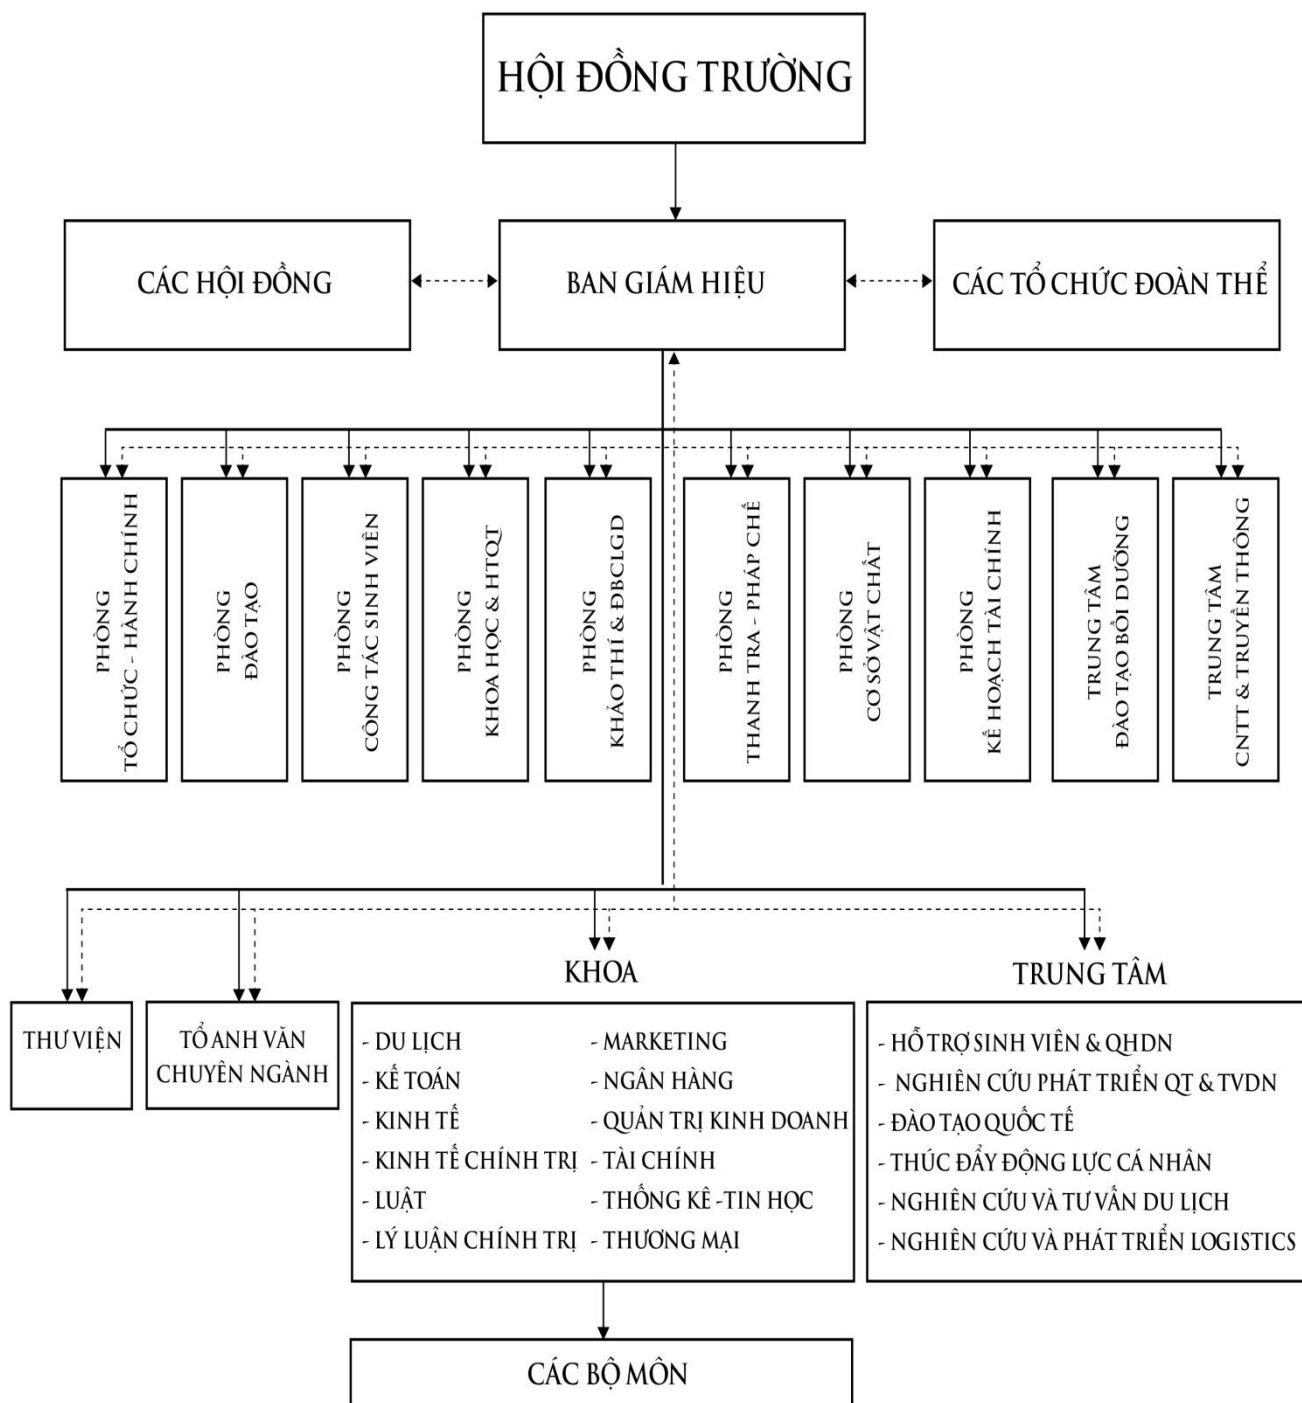 HỘI ĐỒNG TRƯỜNG
CÁC HỘI ĐỒNG
BAN GIÁM HIỆU
CÁC TỔ CHỨC ĐOÀN THỂ
PHÒNG
TỔ CHỨC - HÀNH CHÍNH
PHÒNG
ĐÀO TẠO
PHÒNG
CÔNG TÁC SINH VIÊN
PHÒNG
KHOA HỌC & HTQT
PHÒNG
KHẢO THÍ & ĐBCLGD
PHÒNG
THANH TRA - PHÁP CHẾ
PHÒNG
CƠ SỞ VẬT CHẤT
PHÒNG
KẾ HOẠCH TÀI CHÍNH
TRUNG TÂM
ĐÀO TẠO BỒI DƯỠNG
TRUNG TÂM
CNTT & TRUYỀN THÔNG
THƯ VIỆN
TỔ ANH VĂN
CHUYÊN NGÀNH
KHOA
- DU LỊCH
- KẾ TOÁN
- KINH TẾ
- KINH TẾ CHÍNH TRỊ
- LUẬT
- LÝ LUẬN CHÍNH TRỊ
- MARKETING
- NGÂN HÀNG
- QUẢN TRỊ KINH DOANH
- TÀI CHÍNH
- THỐNG KÊ -TIN HỌC
- THƯƠNG MẠI
TRUNG TÂM
- HỖ TRỢ SINH VIÊN & QHDN
- NGHIÊN CỨU PHÁT TRIỂN QT & TVDN
- ĐÀO TẠO QUỐC TẾ
- THÚC ĐẨY ĐỘNG LỰC CÁ NHÂN
- NGHIÊN CỨU VÀ TƯ VẤN DU LỊCH
- NGHIÊN CỨU VÀ PHÁT TRIỂN LOGISTICS
CÁC BỘ MÔN